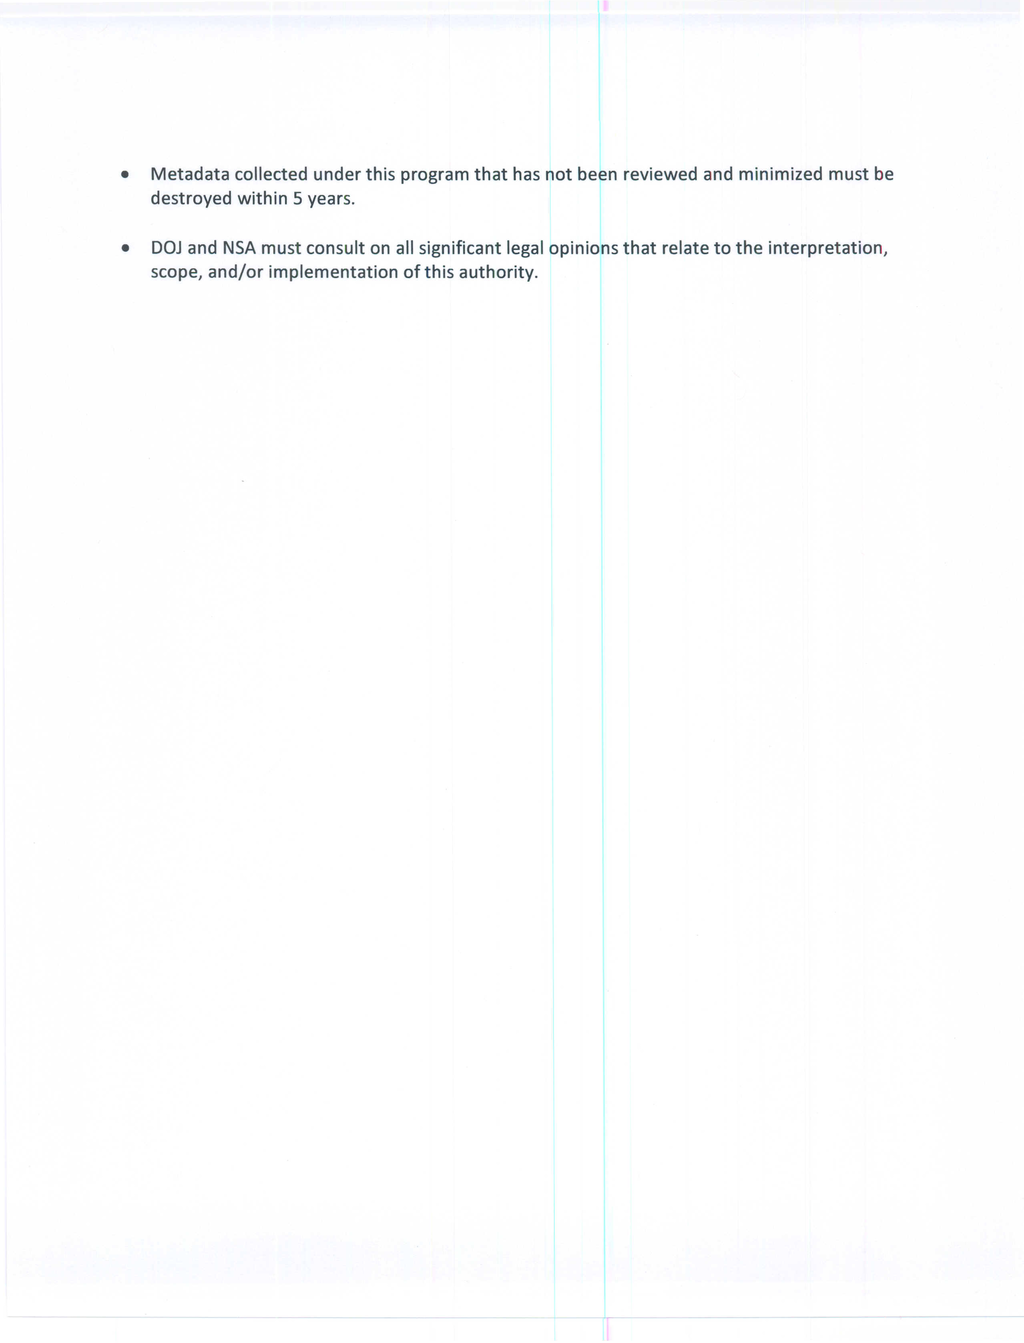 • Metadata collected under this program that has not been reviewed and minimized must be
destroyed within 5 years.
• DOJ and NSA must consult on all significant legal opinions that relate to the interpretation,
scope, and/or implementation of this authority.